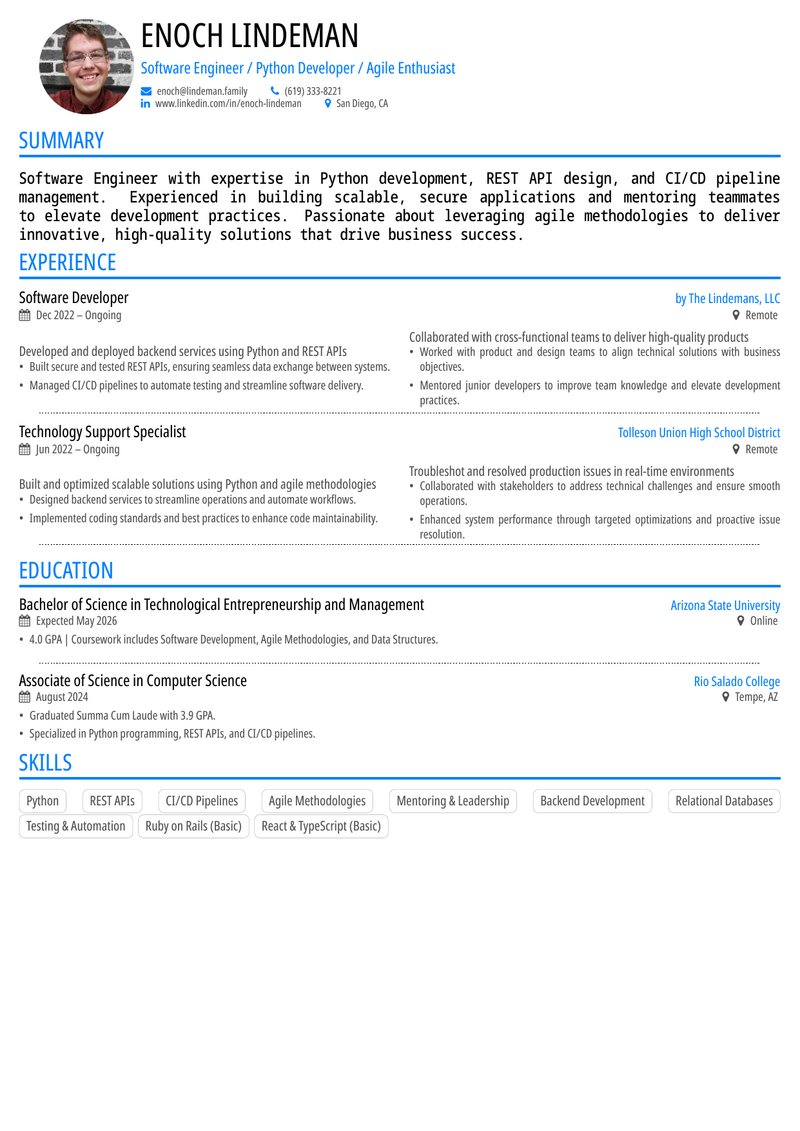 ENOCH LINDEMAN
Software Engineer / Python Developer / Agile Enthusiast
enoch@lindeman.family (619) 333-8221
www.linkedin.com/in/enoch-lindeman San Diego, CA
SUMMARY
Software Engineer with expertise in Python development, REST API design, and CI/CD pipeline
management. Experienced in building scalable, secure applications and mentoring teammates
to elevate development practices. Passionate about leveraging agile methodologies to deliver
innovative, high-quality solutions that drive business success.
EXPERIENCE
Software Developer by The Lindemans, LLC
Dec 2022 – Ongoing Remote
Developed and deployed backend services using Python and REST APIs
• Built secure and tested REST APIs, ensuring seamless data exchange between systems.
• Managed CI/CD pipelines to automate testing and streamline software delivery.
Collaborated with cross-functional teams to deliver high-quality products
• Worked with product and design teams to align technical solutions with business
objectives.
• Mentored junior developers to improve team knowledge and elevate development
practices.
Technology Support Specialist Tolleson Union High School District
Jun 2022 – Ongoing Remote
Built and optimized scalable solutions using Python and agile methodologies
• Designed backend services to streamline operations and automate workflows.
• Implemented coding standards and best practices to enhance code maintainability.
Troubleshot and resolved production issues in real-time environments
• Collaborated with stakeholders to address technical challenges and ensure smooth
operations.
• Enhanced system performance through targeted optimizations and proactive issue
resolution.
EDUCATION
Bachelor of Science in Technological Entrepreneurship and Management Arizona State University
Expected May 2026 Online
• 4.0 GPA | Coursework includes Software Development, Agile Methodologies, and Data Structures.
Associate of Science in Computer Science Rio Salado College
August 2024 Tempe, AZ
• Graduated Summa Cum Laude with 3.9 GPA.
• Specialized in Python programming, REST APIs, and CI/CD pipelines.
SKILLS
Python REST APIs CI/CD Pipelines Agile Methodologies Mentoring & Leadership Backend Development Relational Databases
Testing & Automation Ruby on Rails (Basic) React & TypeScript (Basic)